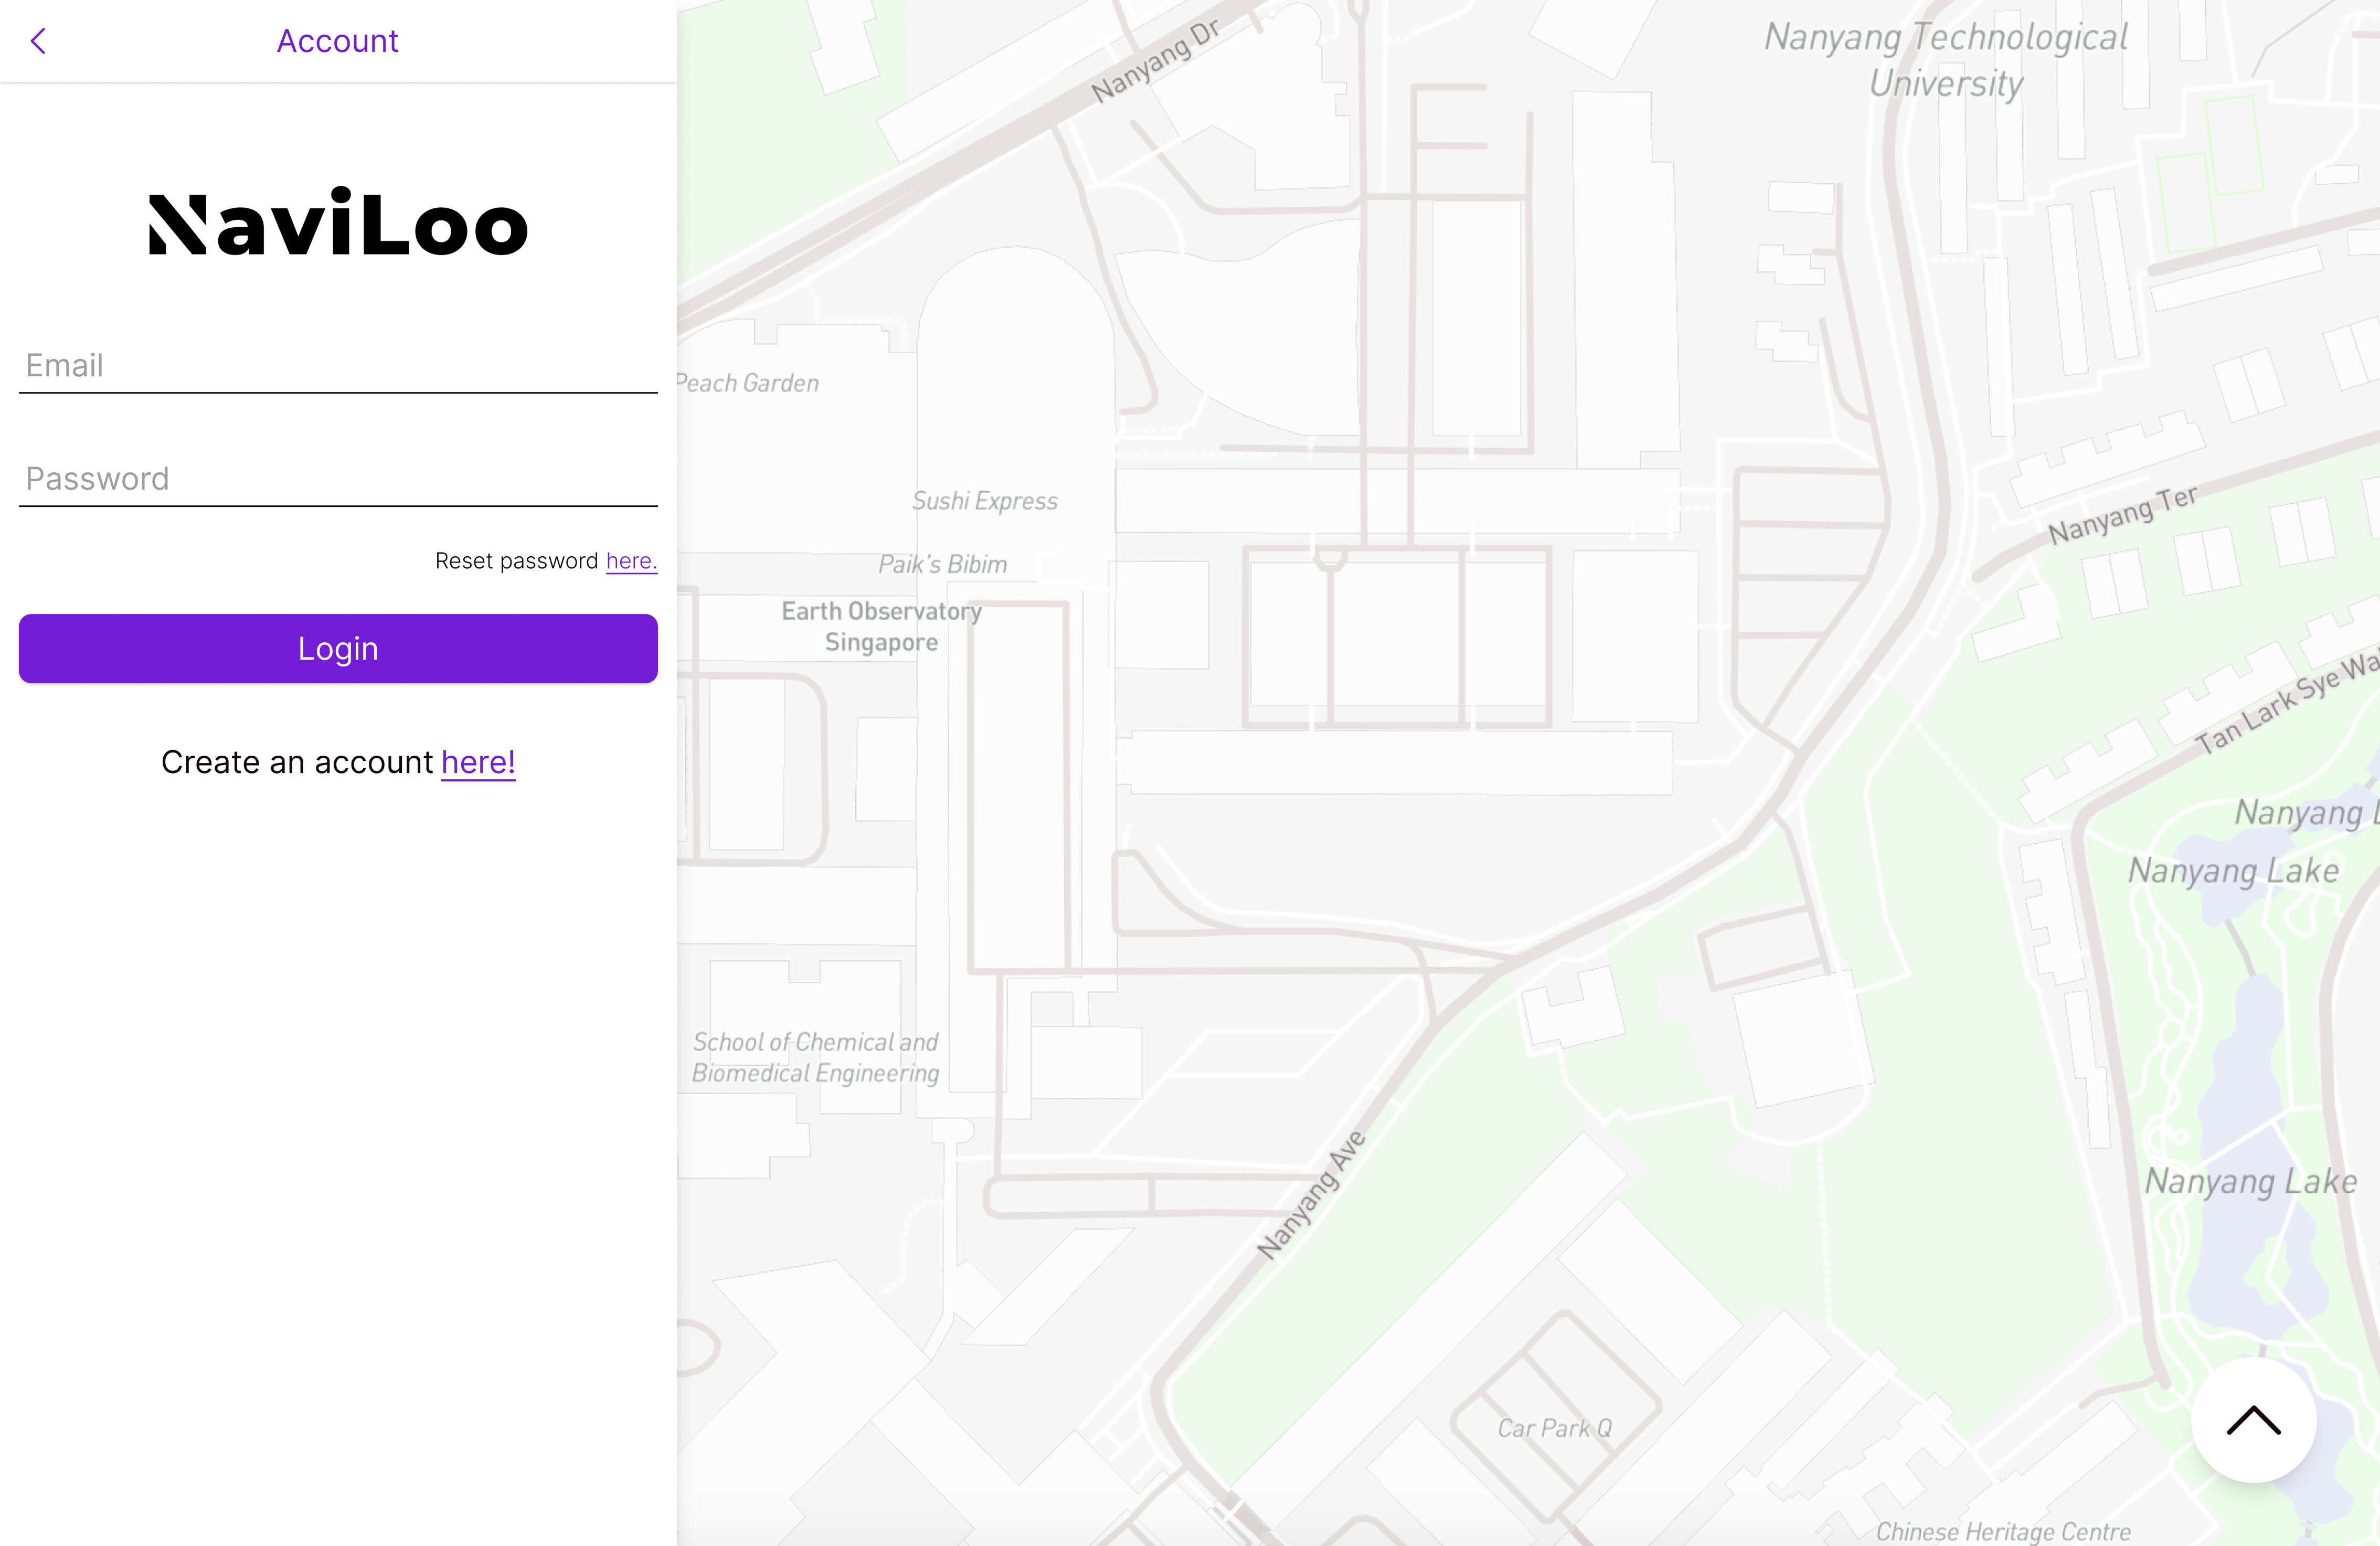 Account
NaviLoo
Email
Password
Reset password here.
Login
Create an account here!
Nanyang Dr
Nanyang Technological
University
Peach Garden
Sushi Express
Paik's Bibim
Earth Observatory
Singapore
Nanyang Ter
Tan Lark Sye Wal
Nanyang L
Nanyang Lake
School of Chemical and
Biomedical Engineering
Nanyang Ave
Nanyang Lake
Car Park Q
Chinese Heritage Centre